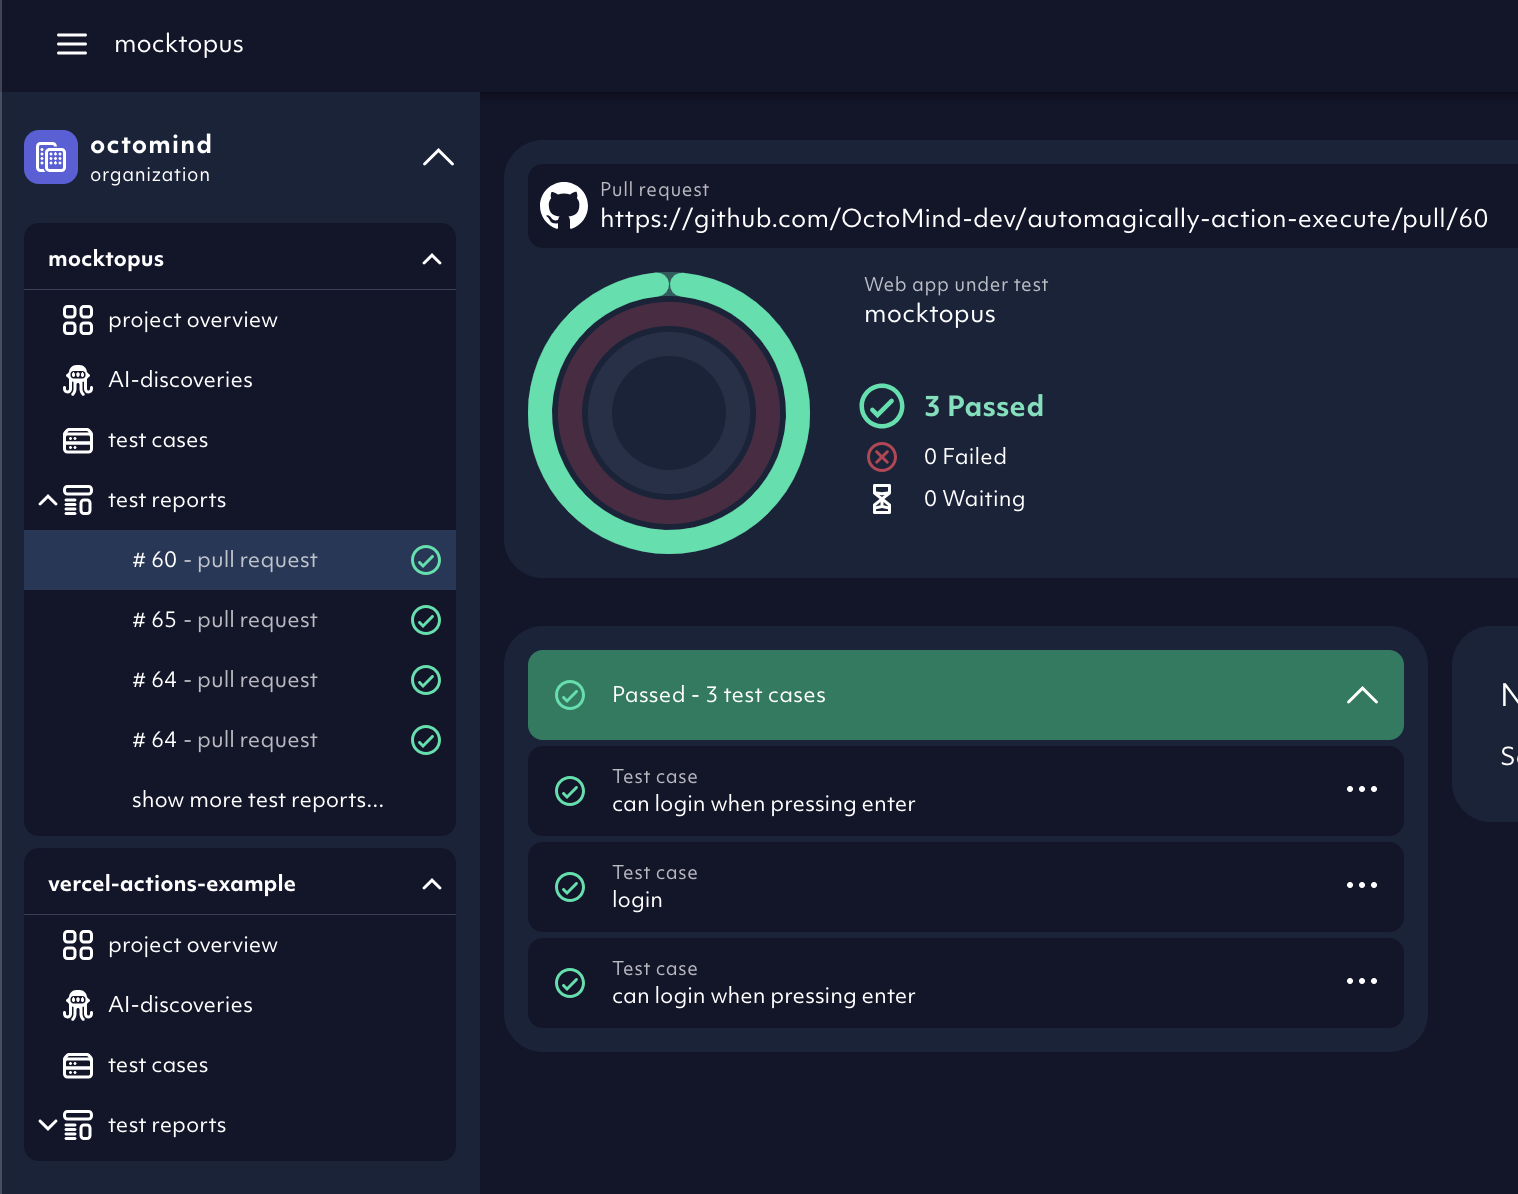 mocktopus
octomind
organization
mocktopus
project overview
AI-discoveries
test cases
test reports
# 60 - pull request
# 65 - pull request
# 64 - pull request
# 64 - pull request
show more test reports...
vercel-actions-example
project overview
AI-discoveries
test cases
test reports
Pull request
https://github.com/OctoMind-dev/automagically-action-execute/pull/60
Web app under test
mocktopus
3 Passed
0 Failed
0 Waiting
Passed - 3 test cases
Test case
can login when pressing enter
Test case
login
Test case
can login when pressing enter